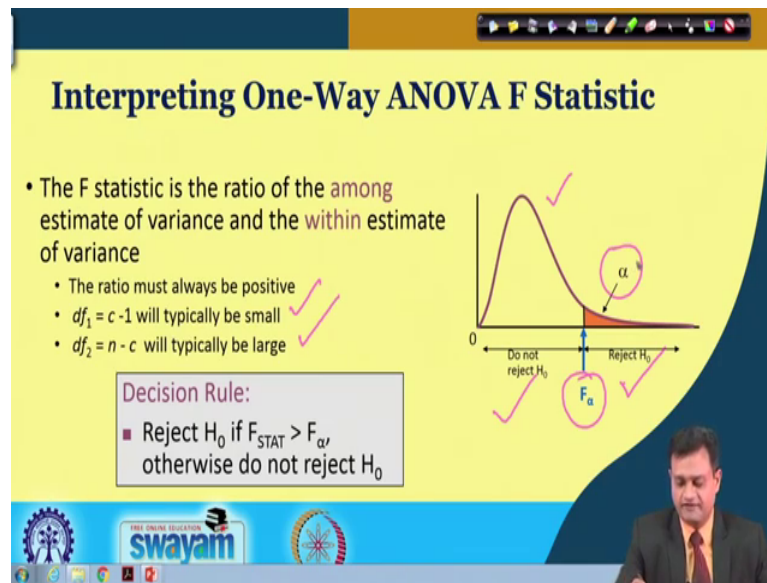 Interpreting One-Way ANOVA F Statistic
• The F statistic is the ratio of the among
estimate of variance and the within estimate
of variance
• The ratio must always be positive
• df₁ = c -1 will typically be small
• df₂ = n - c will typically be large
α
0
Do not
reject H₀
Reject H₀
Fα
Decision Rule:
■ Reject H₀ if F_STAT > Fα,
otherwise do not reject H₀
FREE ONLINE EDUCATION
swayam